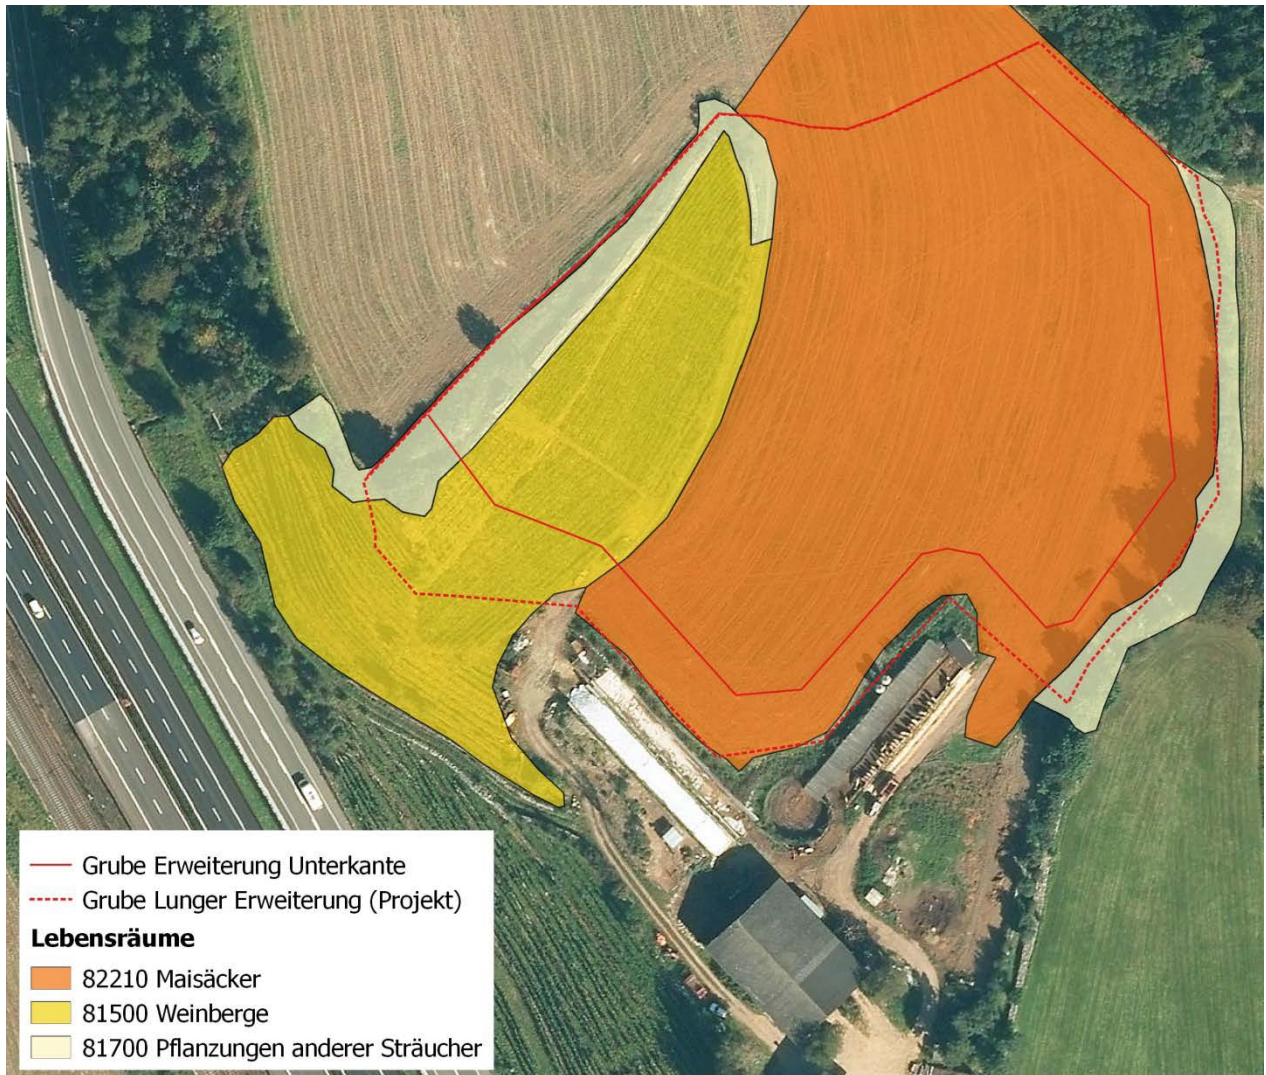 Grube Erweiterung Unterkante
Grube Lunger Erweiterung (Projekt)
Lebensräume
82210 Maisäcker
81500 Weinberge
81700 Pflanzungen anderer Sträucher